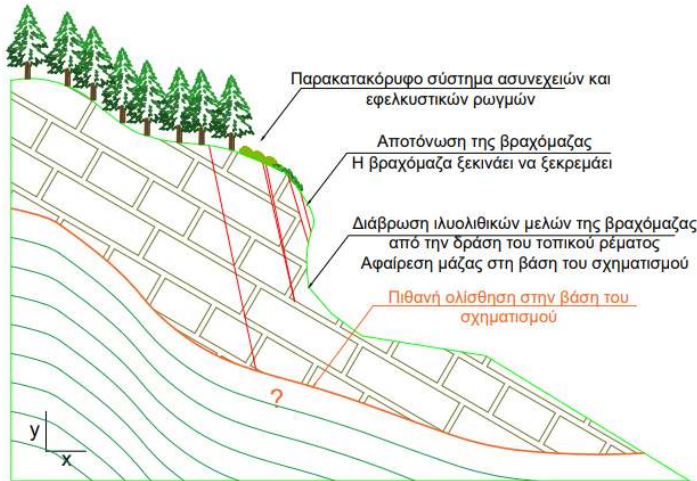 Παρακατακόρυφο σύστημα ασυνεχειών και
εφελκυστικών ρωγμών
Αποτόνωση της βραχόμαζας
Η βραχόμαζα ξεκινάει να ξεκρεμάει
Διάβρωση ιλυολιθικών μελών της βραχόμαζας
από την δράση του τοπικού ρέματος
Αφαίρεση μάζας στη βάση του σχηματισμού
Πιθανή ολίσθηση στην βάση του
σχηματισμού
?
y
x